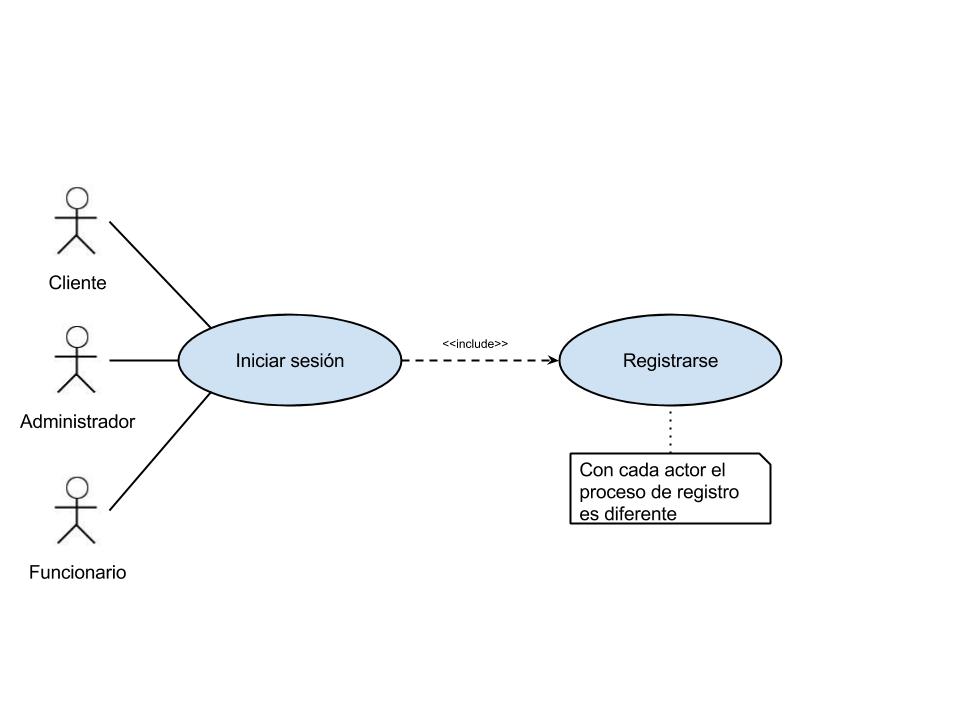 Cliente
Iniciar sesión
<<include>>
Registrarse
Administrador
Con cada actor el
proceso de registro
es diferente
Funcionario